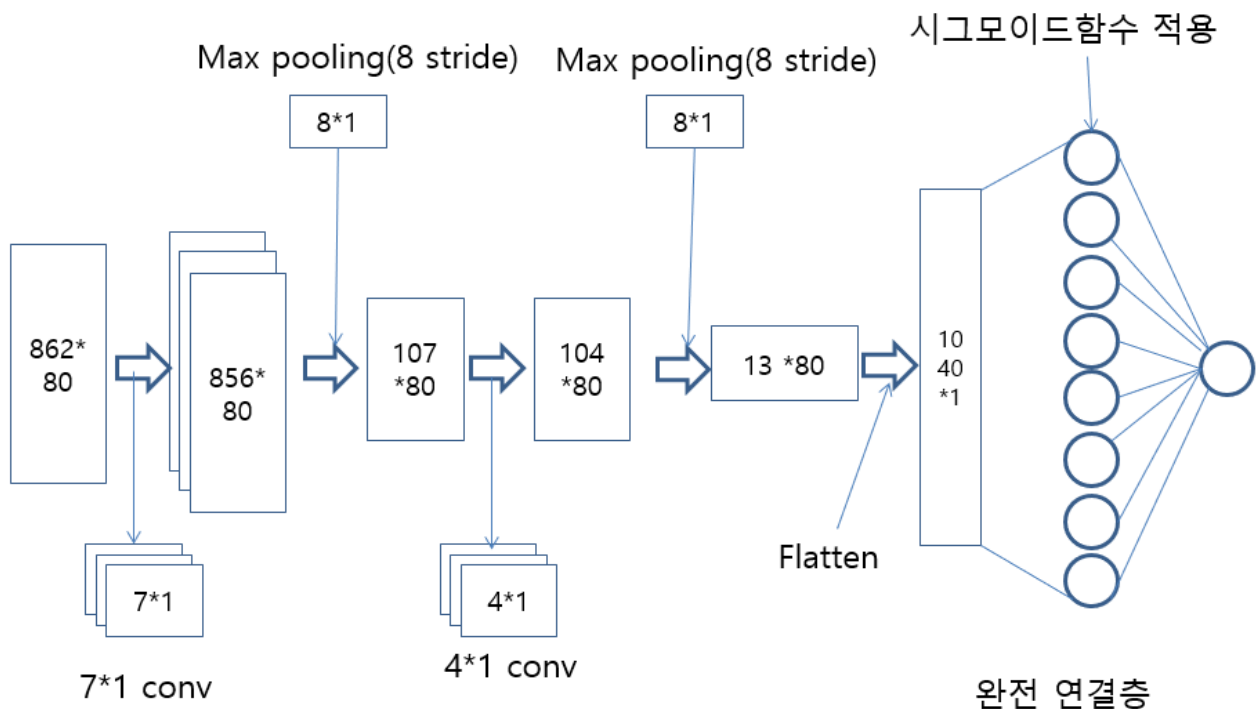 시그모이드함수 적용
Max pooling(8 stride)
Max pooling(8 stride)
8*1
8*1
862*
80
856*
80
107
*80
104
*80
13 *80
10
40
*1
7*1
4*1
Flatten
7*1 conv
4*1 conv
완전 연결층